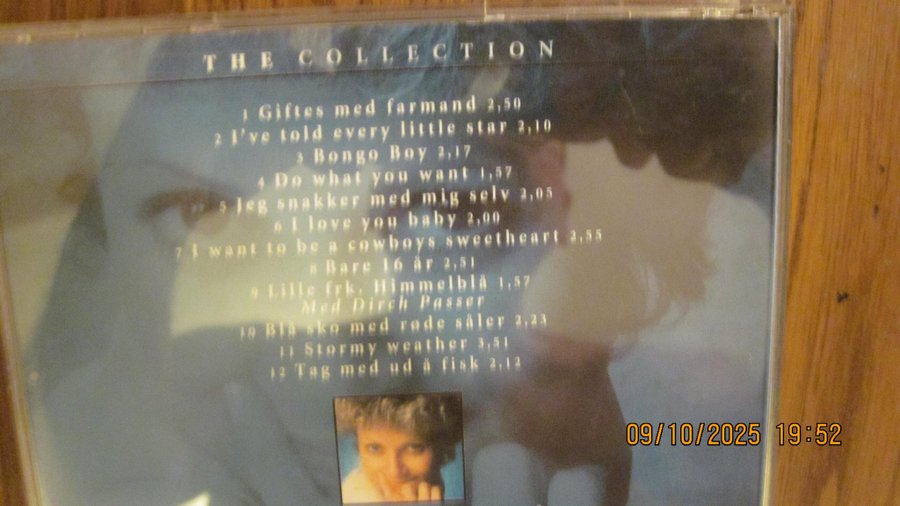 THE COLLECTION
1 Giftes med farmand 2,50
2 I've told every little star 2,10
3 Bongo Boy 2,17
4 Do what you want 1,57
5 Jeg snakker med mig selv 2,05
6 I love you baby 2,00
7 I want to be a cowboys sweetheart 2,55
8 Bare 16 år 2,51
9 Lille frk. Himmelblå 1,57
Med Dirch Passer
10 Blå sko med røde såler 2,23
11 Stormy weather 3,51
12 Tag med ud å fisk 2,12
09/10/2025 19:52